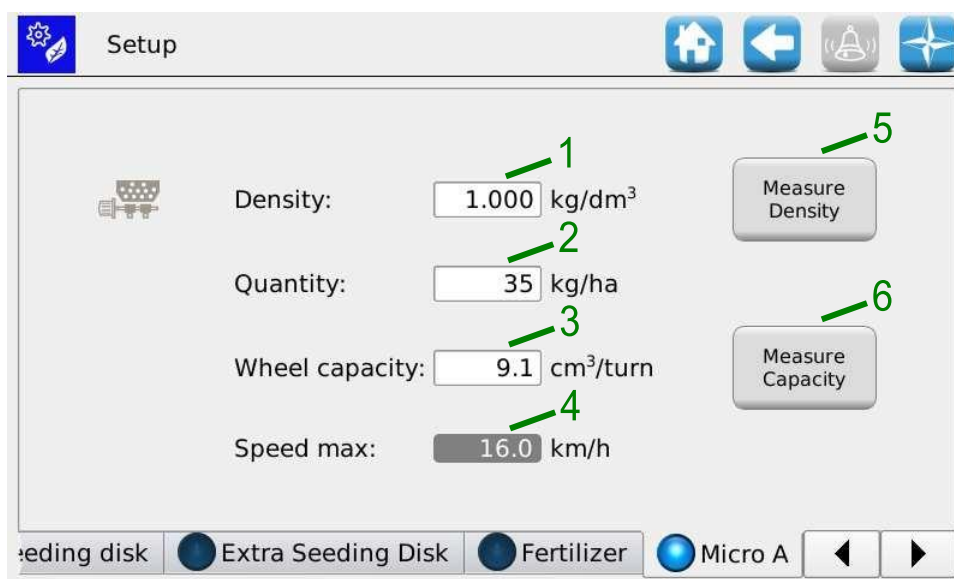 Setup
1
5
Density: 1.000 kg/dm³
Measure
Density
2
Quantity: 35 kg/ha
3
6
Wheel capacity: 9.1 cm³/turn
Measure
Capacity
4
Speed max: 16.0 km/h
eeding disk Extra Seeding Disk Fertilizer Micro A